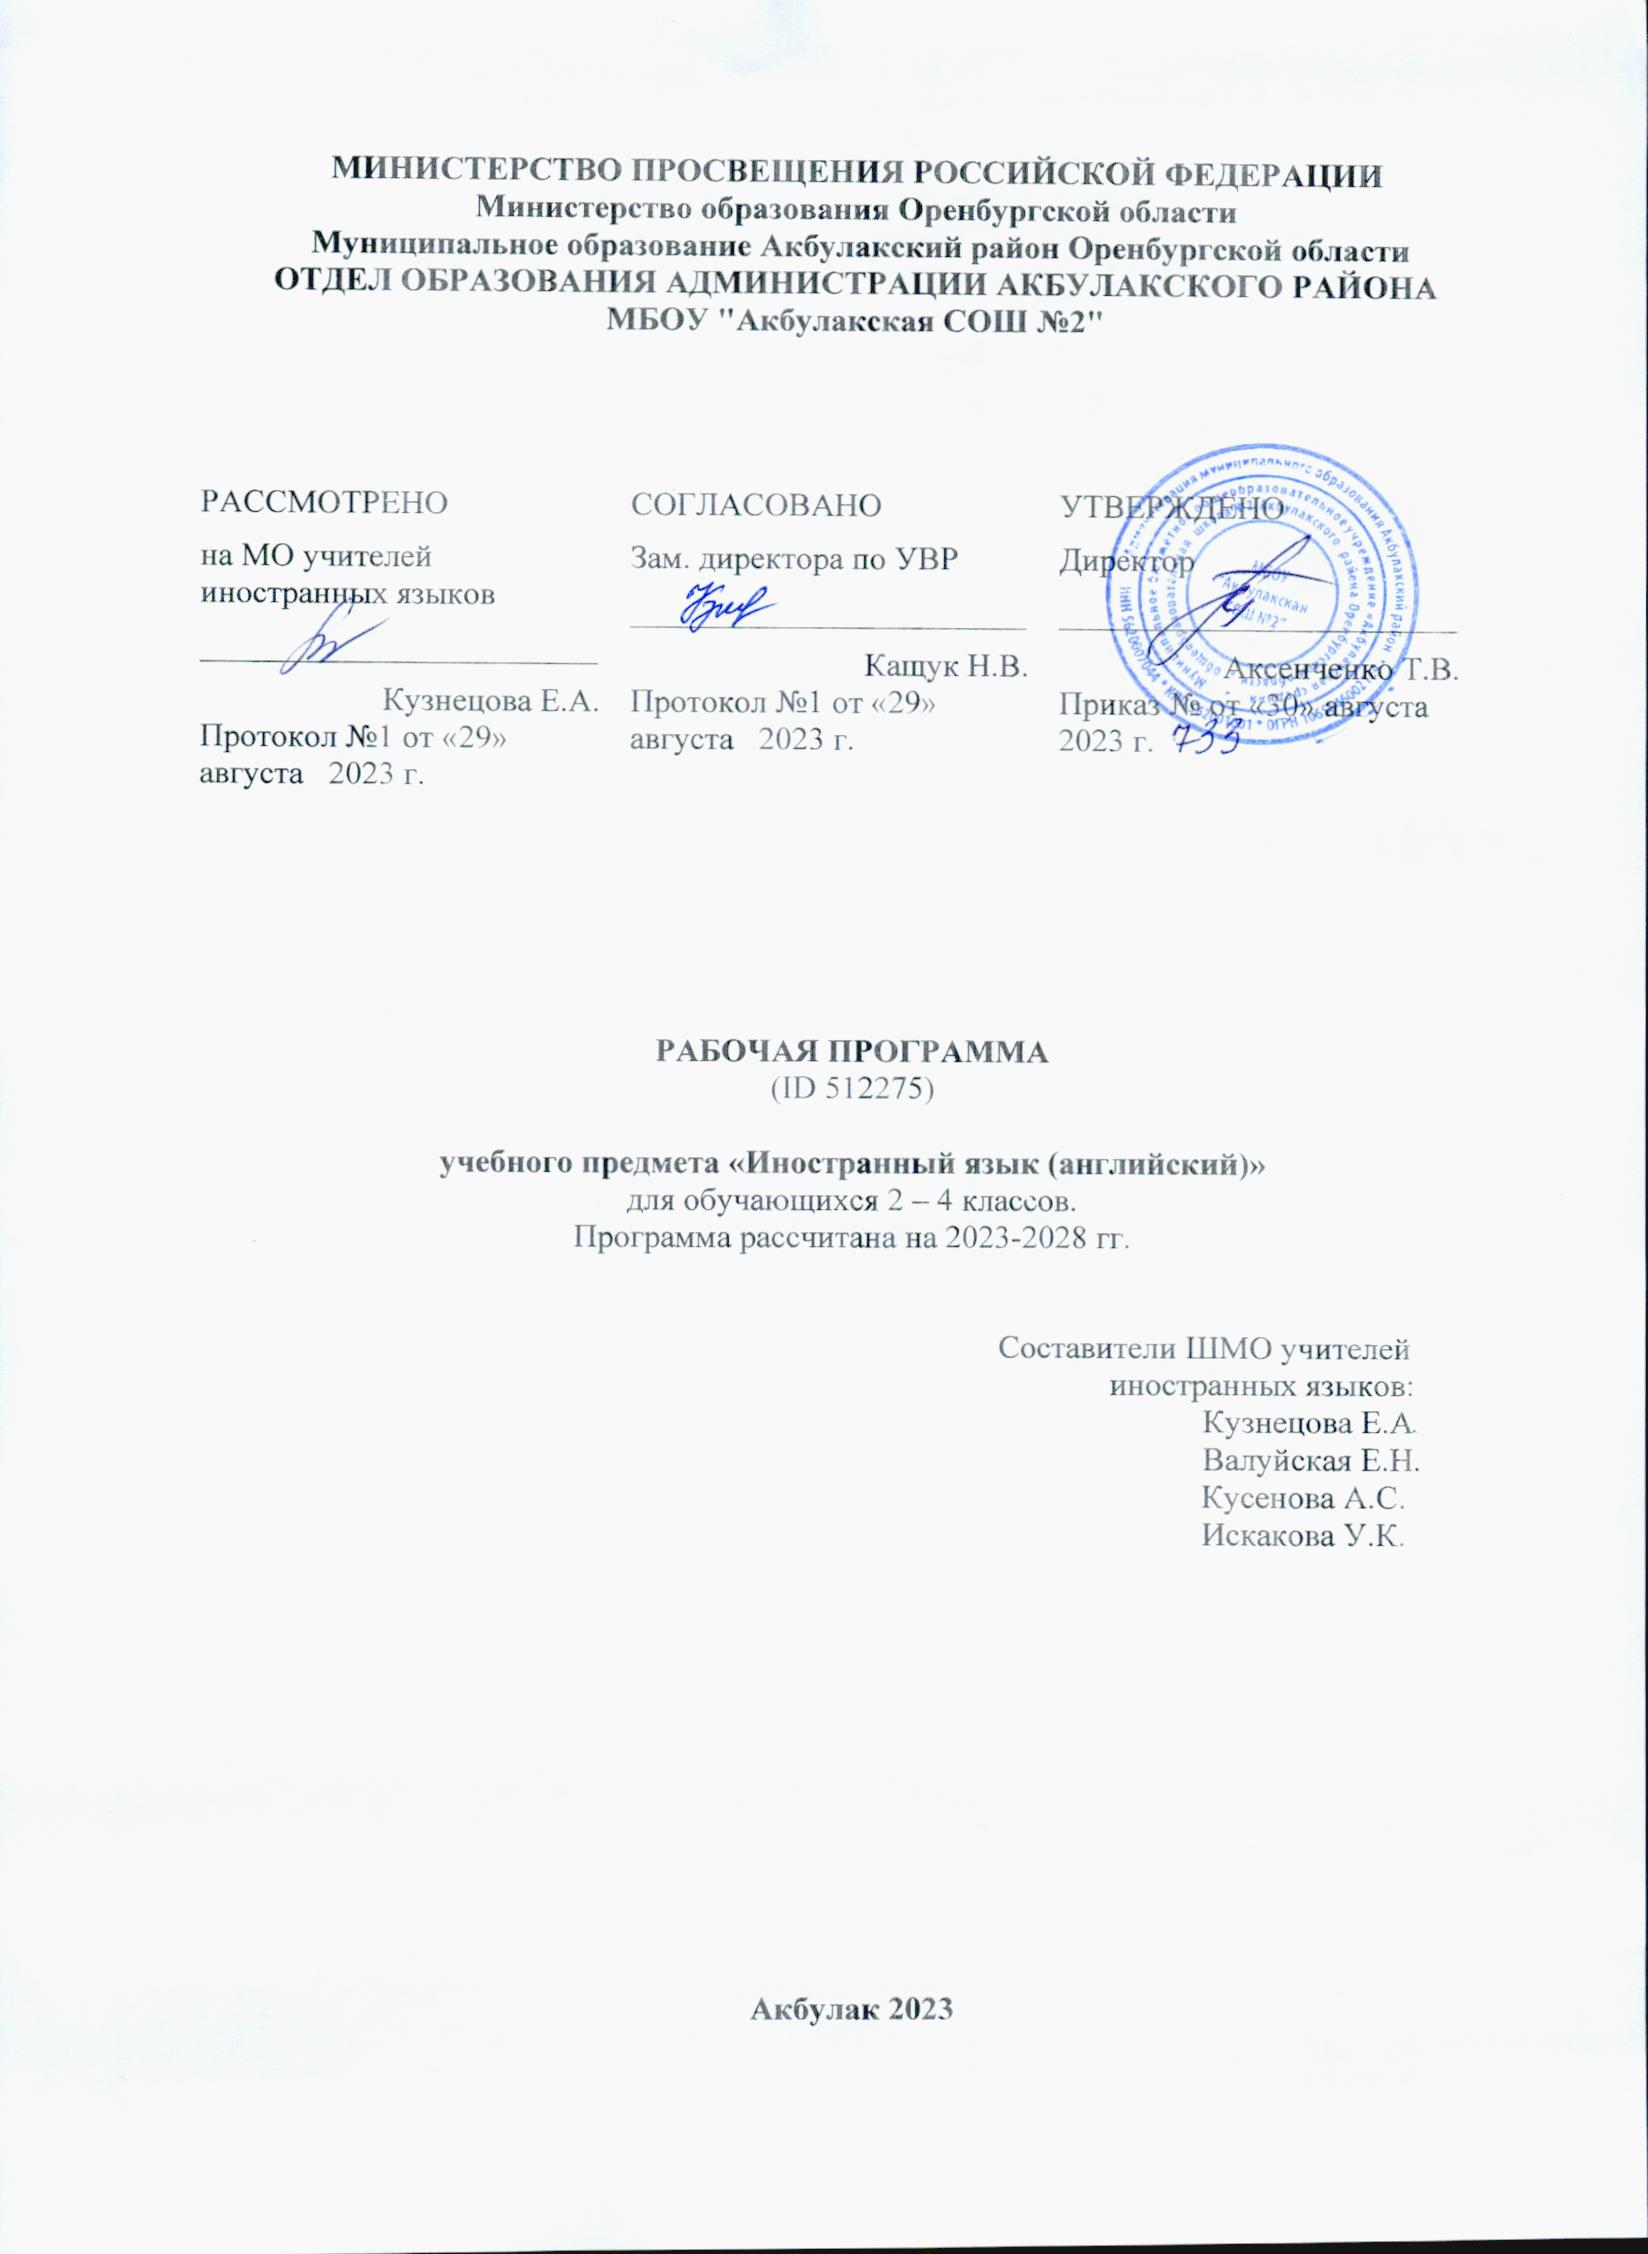 МИНИСТЕРСТВО ПРОСВЕЩЕНИЯ РОССИЙСКОЙ ФЕДЕРАЦИИ
Министерство образования Оренбургской области
Муниципальное образование Акбулакский район Оренбургской области
ОТДЕЛ ОБРАЗОВАНИЯ АДМИНИСТРАЦИИ АКБУЛАКСКОГО РАЙОНА
МБОУ "Акбулакская СОШ №2"
РАССМОТРЕНО
на МО учителей
иностранных языков
Кузнецова Е.А.
Протокол №1 от «29»
августа 2023 г.
СОГЛАСОВАНО
Зам. директора по УВР
Кащук Н.В.
Протокол №1 от «29»
августа 2023 г.
УТВЕРЖДЕНО
Директор
Аксенченко Т.В.
Приказ № от «30» августа
2023 г. 733
МБОУ
"Акбулакская
СОШ №2"
РАБОЧАЯ ПРОГРАММА
(ID 512275)
учебного предмета «Иностранный язык (английский)»
для обучающихся 2 – 4 классов.
Программа рассчитана на 2023-2028 гг.
Составители ШМО учителей
иностранных языков:
Кузнецова Е.А.
Валуйская Е.Н.
Кусенова А.С.
Искакова У.К.
Акбулак 2023